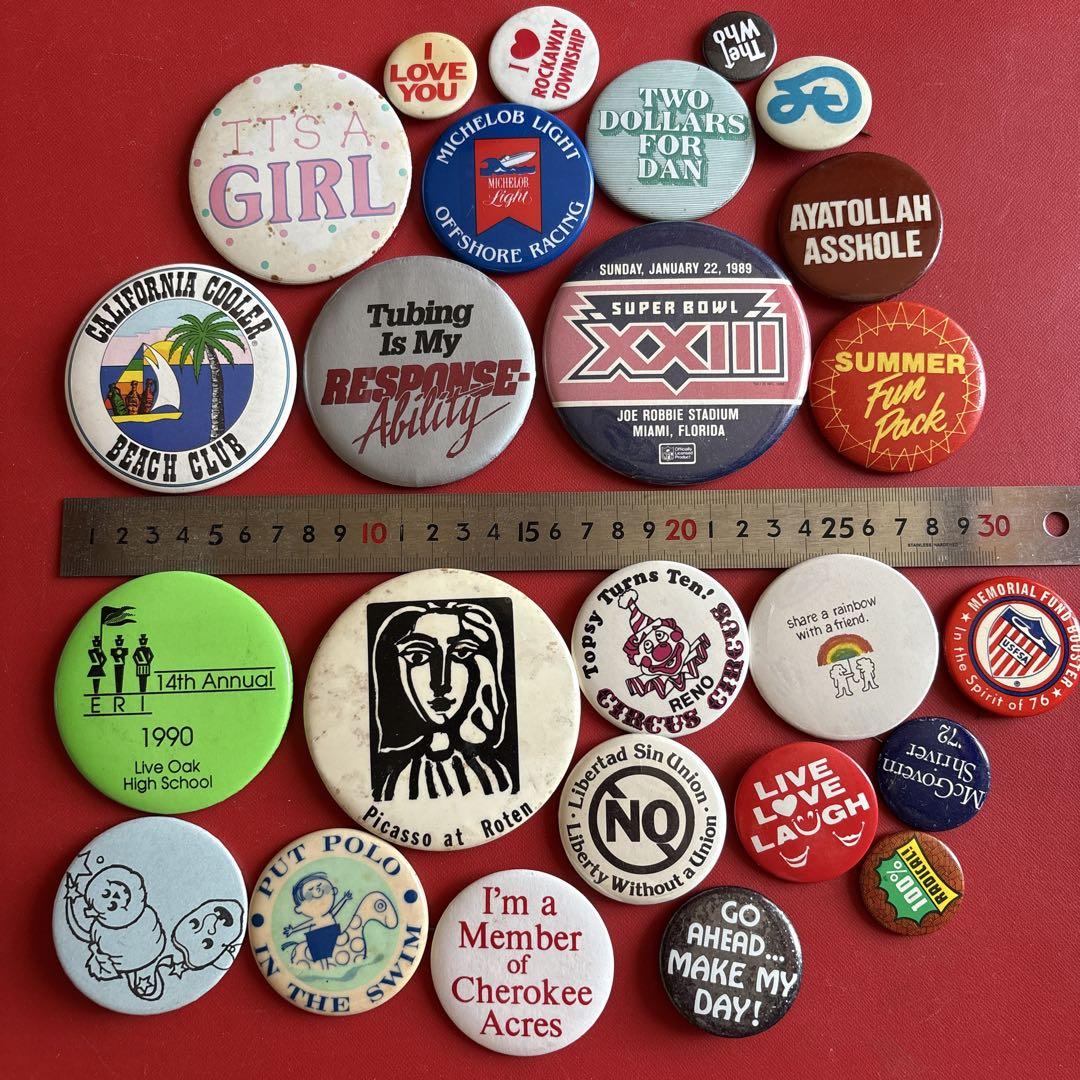 I
LOVE
YOU
I
ROCKAWAY
TOWNSHIP
The
Who
IT'S A
GIRL
MICHELOB LIGHT
MICHELOB
Light
OFFSHORE RACING
TWO
DOLLARS
FOR
DAN
AYATOLLAH
ASSHOLE
CALIFORNIA COOLER
BEACH CLUB
Tubing
Is My
RESPONSE-
Ability
SUNDAY, JANUARY 22, 1989
SUPER BOWL
XXIII
JOE ROBBIE STADIUM
MIAMI, FLORIDA
Officially
Licensed
Product
SUMMER
Fun
Pack
1 2 3 4 5 6 7 8 9 10 1 2 3 4 15 6 7 8 9 20 1 2 3 4 25 6 7 8 9 30
STAINLESS HARDENED
14th Annual
ERI
1990
Live Oak
High School
Picasso at Roten
Topsy Turns Ten!
RENO
CIRCUS CIRCUS
share a rainbow
with a friend.
MEMORIAL FUND BOOSTER
USFSA
In the Spirit of 76
Libertad Sin Union
NO
Liberty Without a Union
LIVE
LOVE
LAUGH
McGovern
Shriver
'72
100%
RADICAL!
PUT POLO
IN THE SWIM
I'm a
Member
of
Cherokee
Acres
GO
AHEAD...
MAKE MY
DAY!